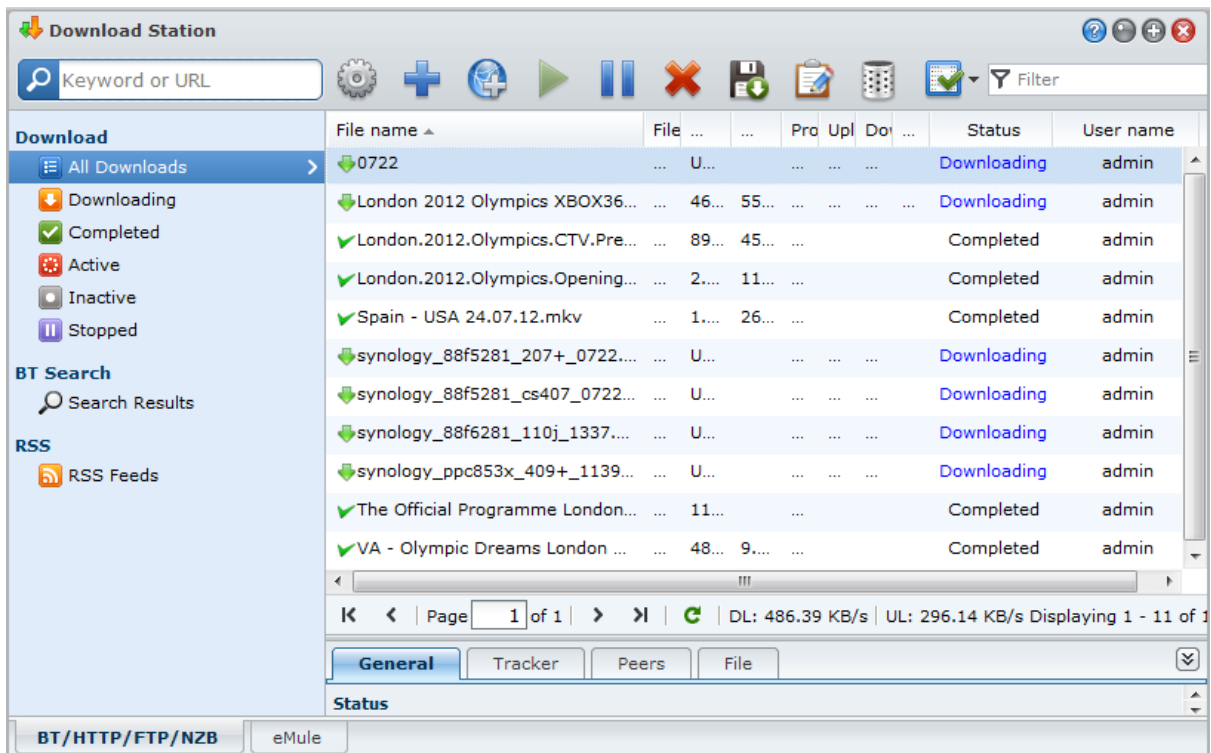 Download Station
Keyword or URL
Filter
Download
All Downloads
Downloading
Completed
Active
Inactive
Stopped
BT Search
Search Results
RSS
RSS Feeds
File name File ... ... Pro Upl Dov ... Status User name
0722 ... U... ... ... ... Downloading admin
London 2012 Olympics XBOX36... ... 46... 55... ... ... ... ... Downloading admin
London.2012.Olympics.CTV.Pre... ... 89... 45... ... Completed admin
London.2012.Olympics.Opening... ... 2.... 11... ... Completed admin
Spain - USA 24.07.12.mkv ... 1.... 26... ... Completed admin
synology_88f5281_207+_0722.... ... U... ... ... ... Downloading admin
synology_88f5281_cs407_0722... ... U... ... ... ... Downloading admin
synology_88f6281_110j_1337.... ... U... ... ... ... Downloading admin
synology_ppc853x_409+_1139... ... U... ... ... ... Downloading admin
The Official Programme London... ... 11... ... Completed admin
VA - Olympic Dreams London ... ... 48... 9.... ... Completed admin
Page 1 of 1 DL: 486.39 KB/s UL: 296.14 KB/s Displaying 1 - 11 of 1
General Tracker Peers File
Status
BT/HTTP/FTP/NZB eMule